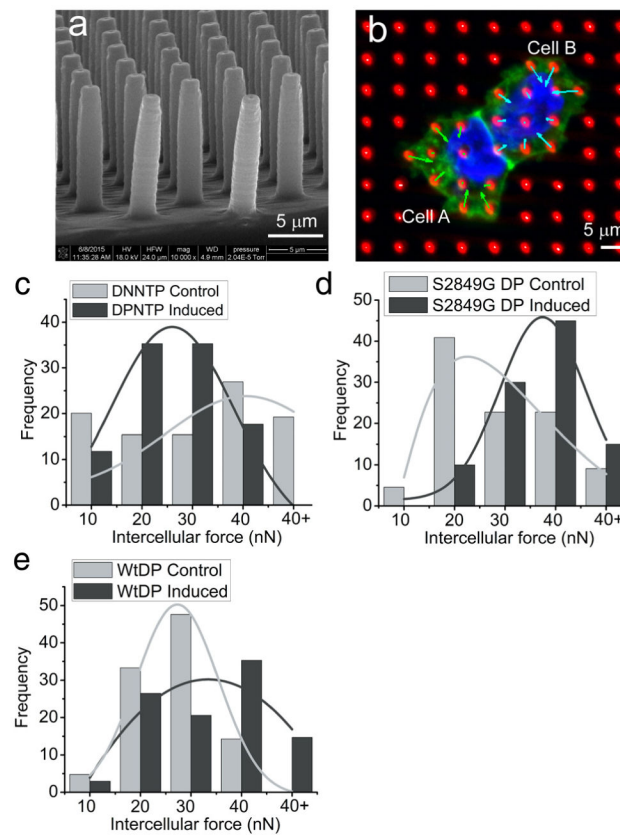 a
5 µm
6/8/2015 HV HFW mag WD pressure
11:35:28 AM 18.0 kV 24.0 µm 10 000 x 4.9 mm 2.04E-5 Torr 5 µm
b
Cell B
Cell A
5 µm
c
DNNTP Control
DPNTP Induced
Frequency
40
30
20
10
0
10 20 30 40 40+
Intercellular force (nN)
d
S2849G DP Control
S2849G DP Induced
Frequency
50
40
30
20
10
0
10 20 30 40 40+
Intercellular force (nN)
e
WtDP Control
WtDP Induced
Frequency
50
40
30
20
10
0
10 20 30 40 40+
Intercellular force (nN)